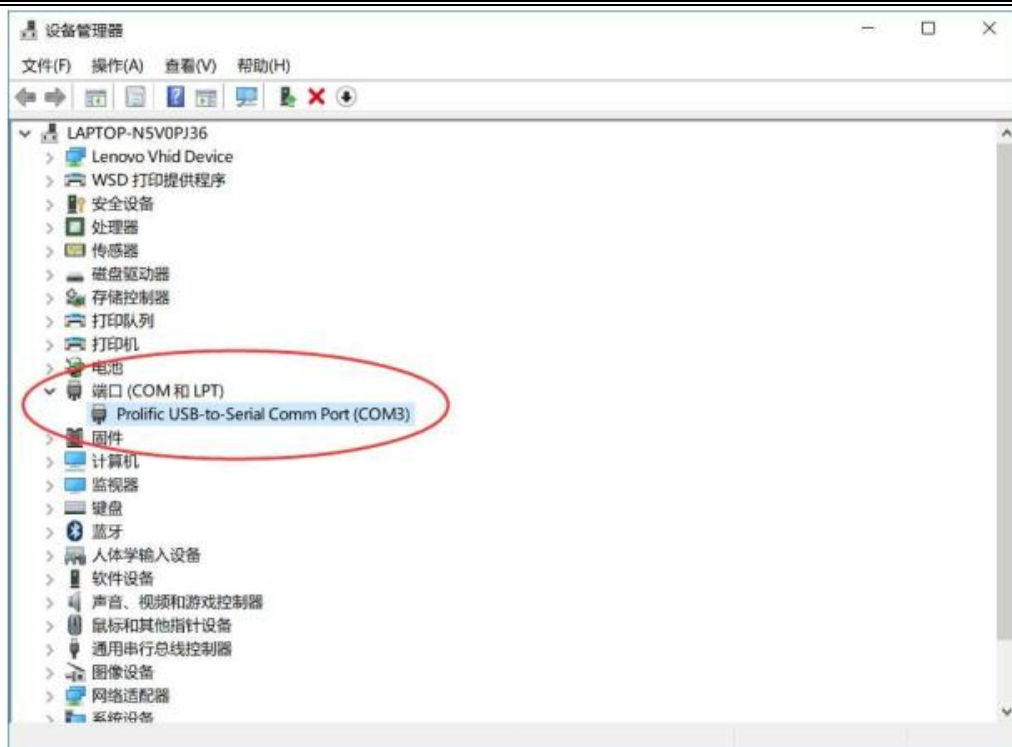 设备管理器
文件(F) 操作(A) 查看(V) 帮助(H)
LAPTOP-N5V0PJ36
Lenovo Vhid Device
WSD 打印提供程序
安全设备
处理器
传感器
磁盘驱动器
存储控制器
打印队列
打印机
电池
端口 (COM 和 LPT)
Prolific USB-to-Serial Comm Port (COM3)
固件
计算机
监视器
键盘
蓝牙
人体学输入设备
软件设备
声音、视频和游戏控制器
鼠标和其他指针设备
通用串行总线控制器
图像设备
网络适配器
系统设备